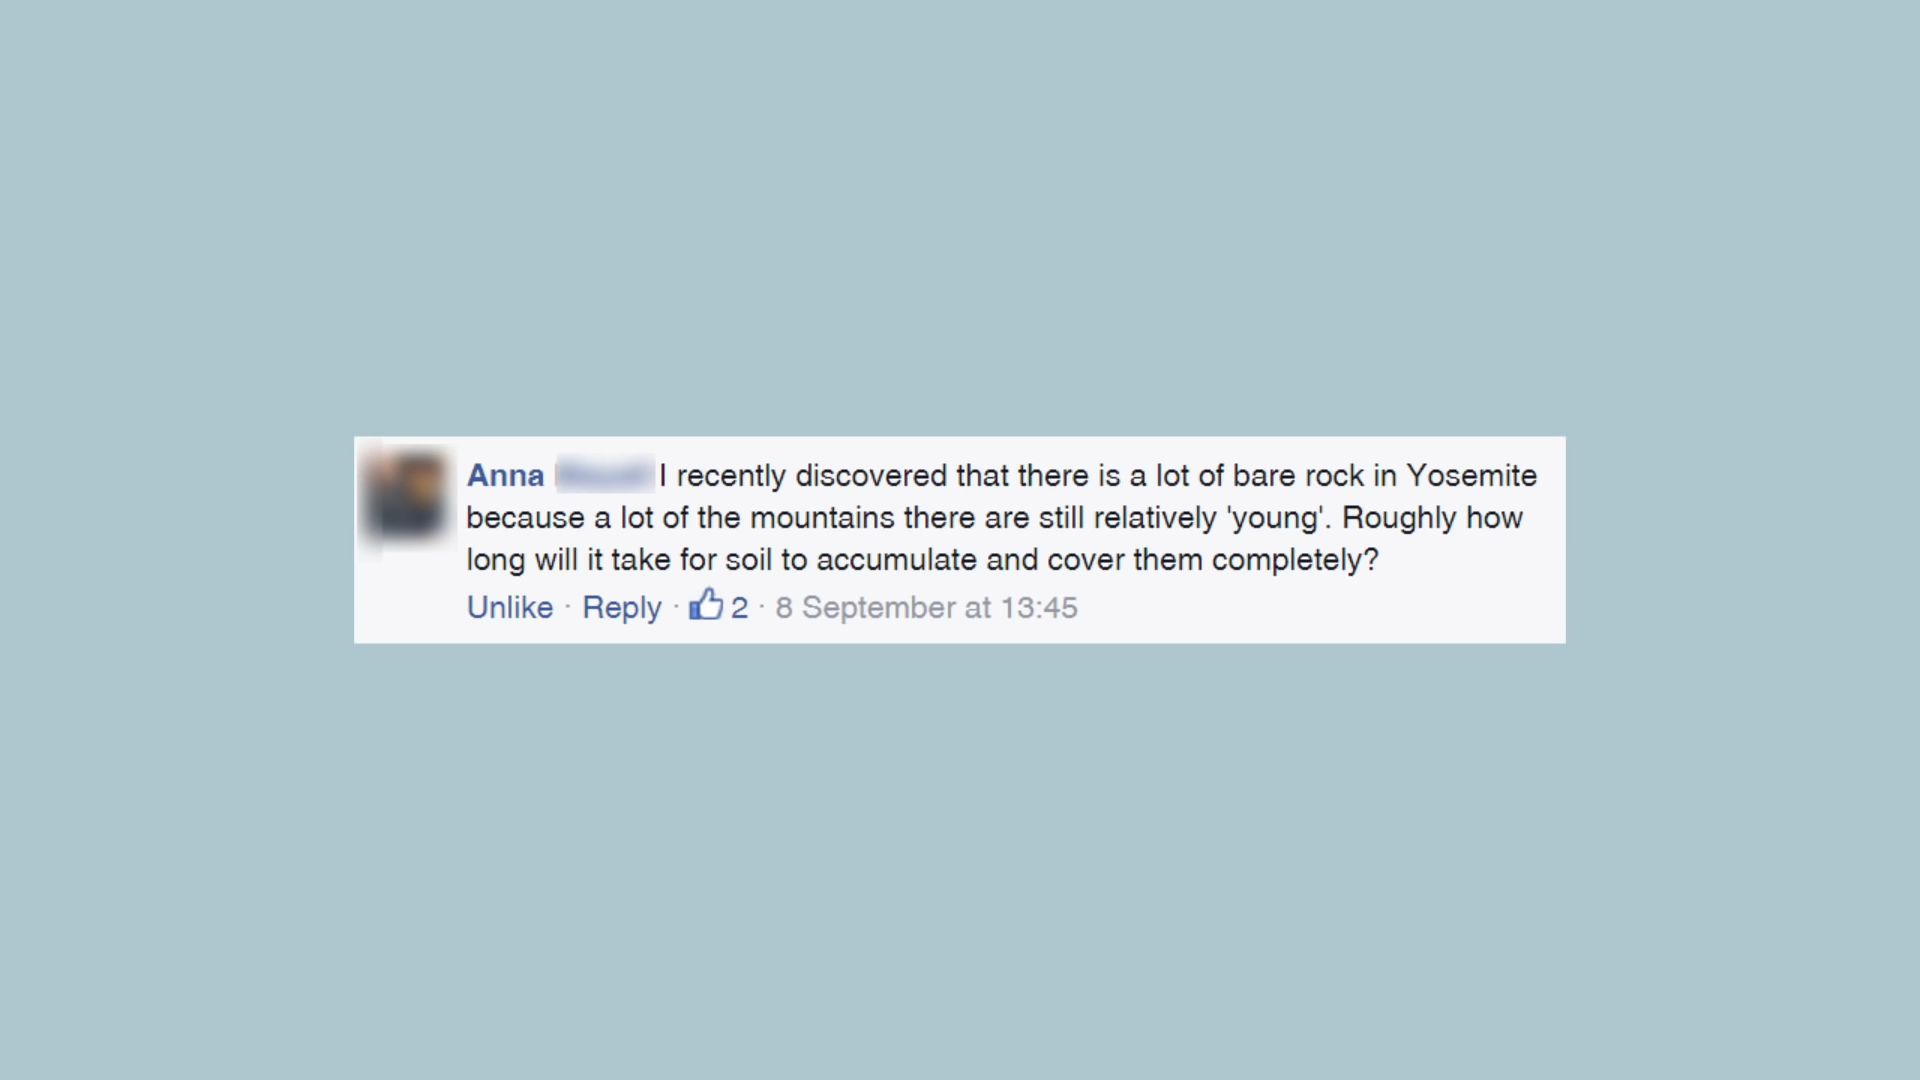 Anna I recently discovered that there is a lot of bare rock in Yosemite
because a lot of the mountains there are still relatively 'young'. Roughly how
long will it take for soil to accumulate and cover them completely?
Unlike · Reply · 2 · 8 September at 13:45